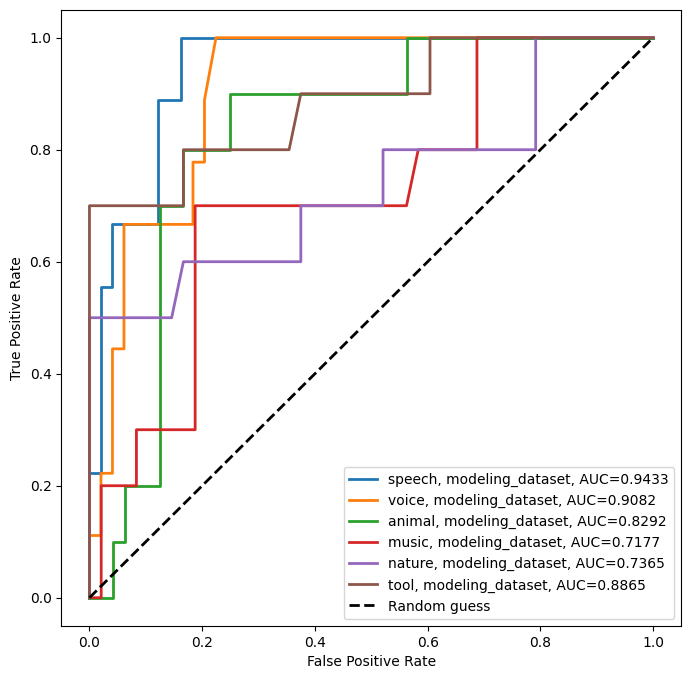 1.0
0.8
0.6
0.4
0.2
0.0
True Positive Rate
speech, modeling_dataset, AUC=0.9433
voice, modeling_dataset, AUC=0.9082
animal, modeling_dataset, AUC=0.8292
music, modeling_dataset, AUC=0.7177
nature, modeling_dataset, AUC=0.7365
tool, modeling_dataset, AUC=0.8865
Random guess
0.0 0.2 0.4 0.6 0.8 1.0
False Positive Rate